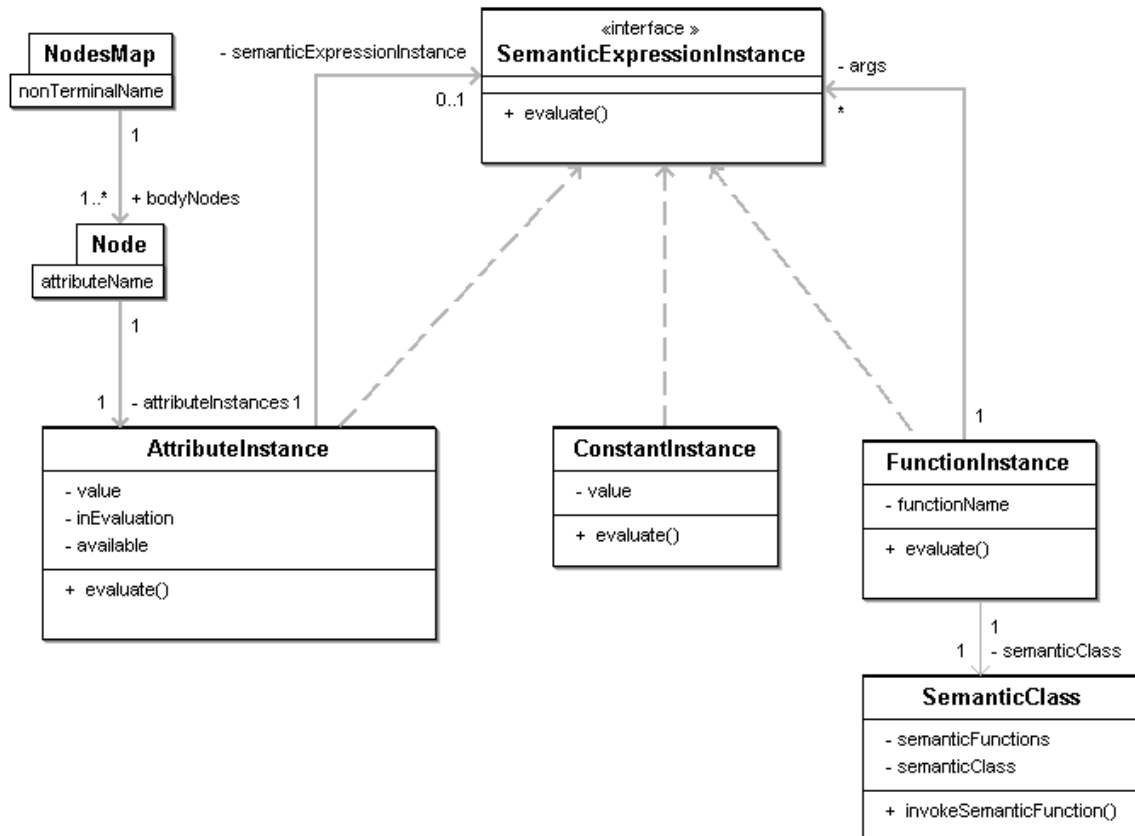 «interface »
SemanticExpressionInstance
+ evaluate()
NodesMap
nonTerminalName
- semanticExpressionInstance
0..1
- args
*
1
1..*
+ bodyNodes
Node
attributeName
1
1
- attributeInstances
1
1
AttributeInstance
- value
- inEvaluation
- available
+ evaluate()
ConstantInstance
- value
+ evaluate()
FunctionInstance
- functionName
+ evaluate()
1
1
- semanticClass
SemanticClass
- semanticFunctions
- semanticClass
+ invokeSemanticFunction()